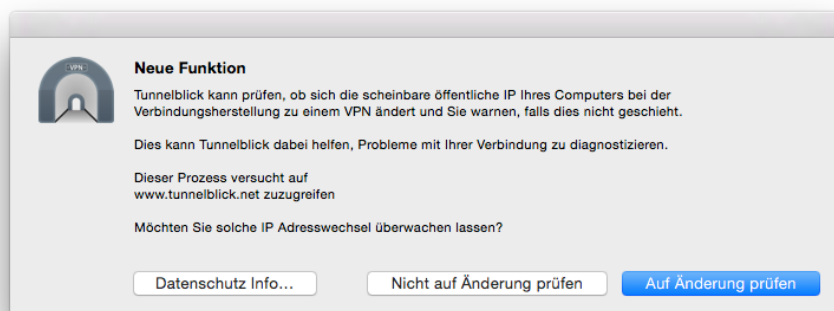 VPN
Neue Funktion
Tunnelblick kann prüfen, ob sich die scheinbare öffentliche IP Ihres Computers bei der
Verbindungsherstellung zu einem VPN ändert und Sie warnen, falls dies nicht geschieht.
Dies kann Tunnelblick dabei helfen, Probleme mit Ihrer Verbindung zu diagnostizieren.
Dieser Prozess versucht auf
www.tunnelblick.net zuzugreifen
Möchten Sie solche IP Adresswechsel überwachen lassen?
Datenschutz Info... Nicht auf Änderung prüfen Auf Änderung prüfen